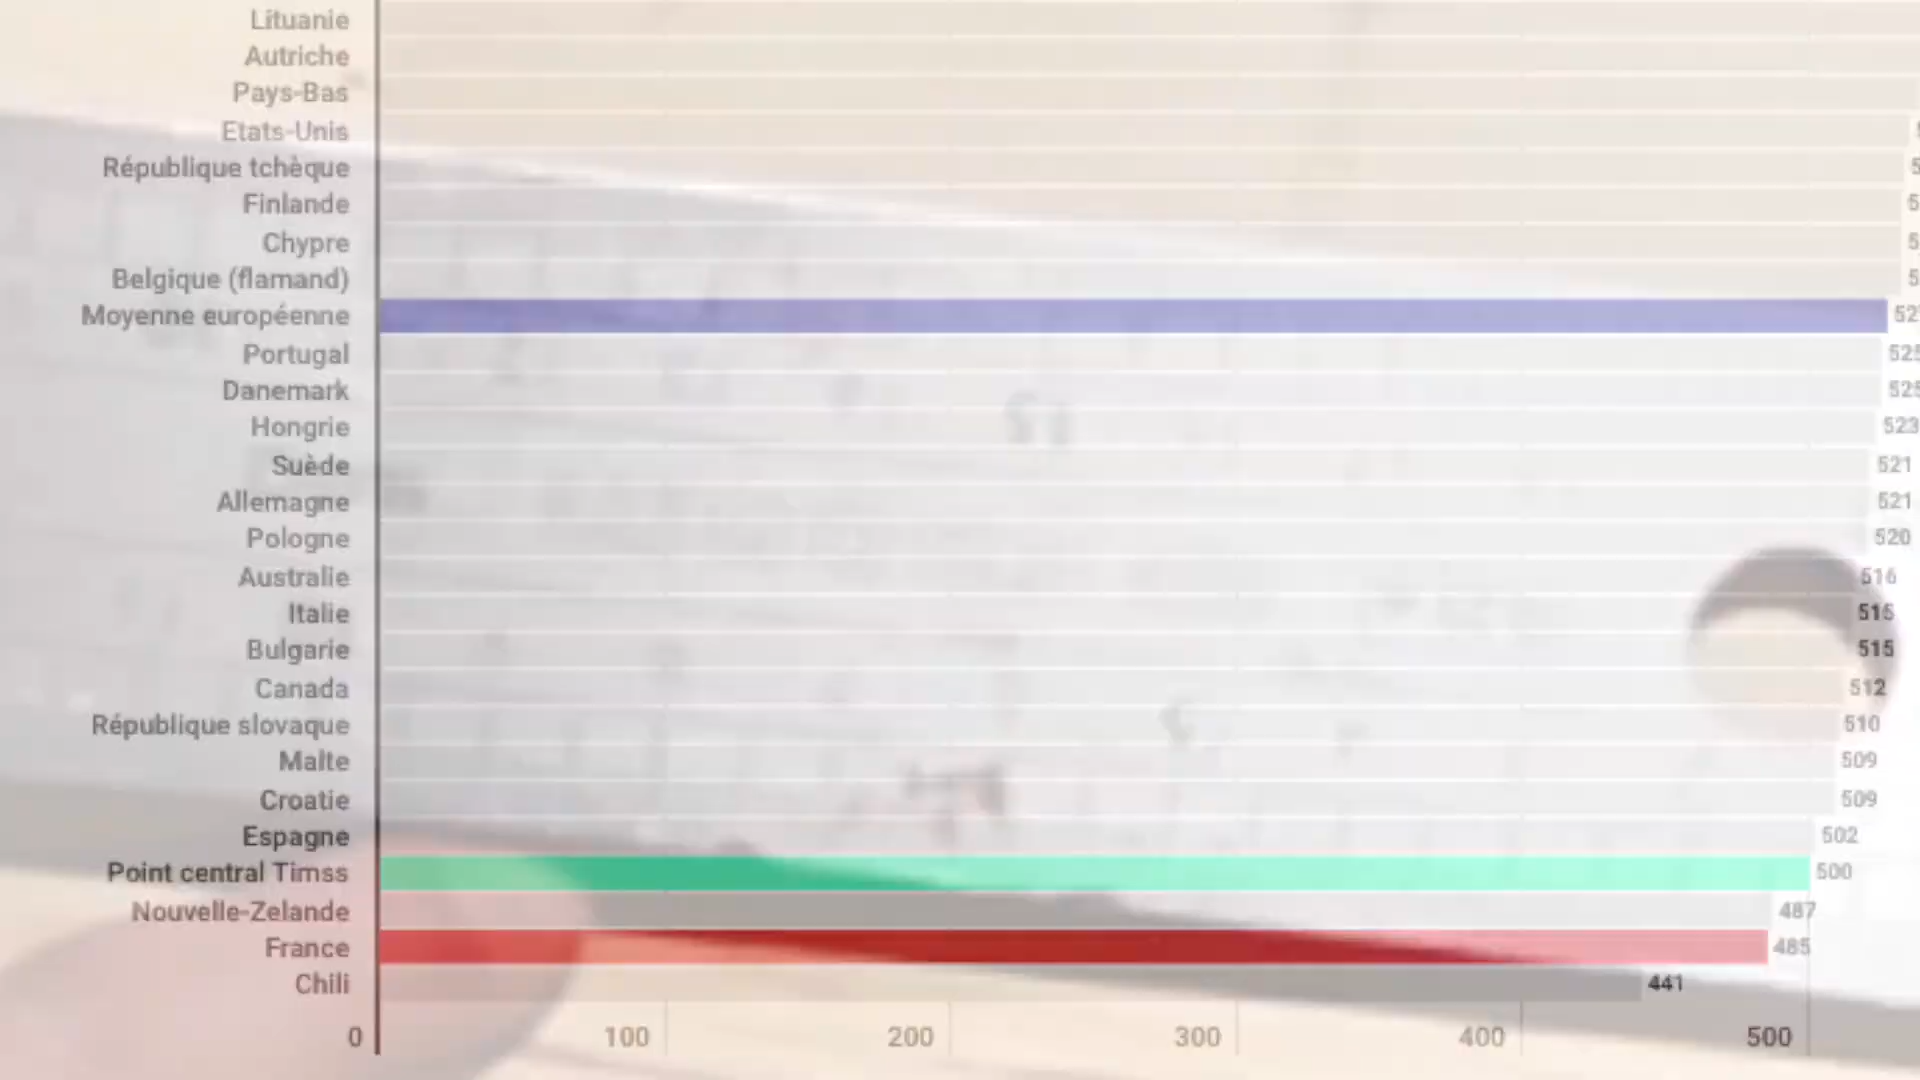 Lituanie
Autriche
Pays-Bas
Etats-Unis
République tchèque
Finlande
Chypre
Belgique (flamand)
Moyenne européenne
Portugal 525
Danemark 525
Hongrie 523
Suède 521
Allemagne 521
Pologne 520
Australie 516
Italie 515
Bulgarie 515
Canada 512
République slovaque 510
Malte 509
Croatie 509
Espagne 502
Point central Timss 500
Nouvelle-Zelande 487
France 485
Chili 441
0 100 200 300 400 500